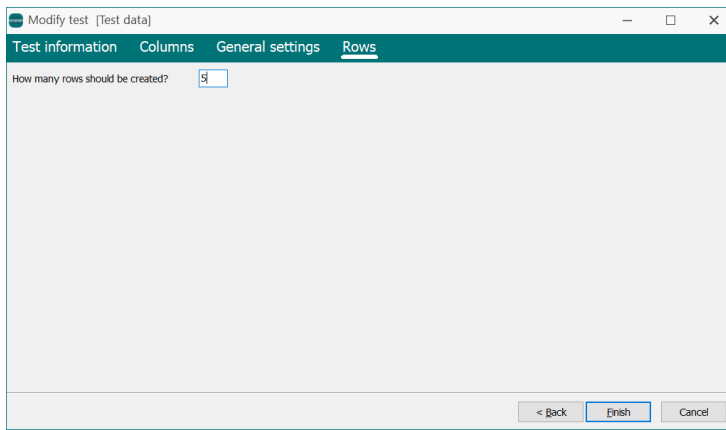 Modify test [Test data]
Test information Columns General settings Rows
How many rows should be created? 5
< Back Finish Cancel